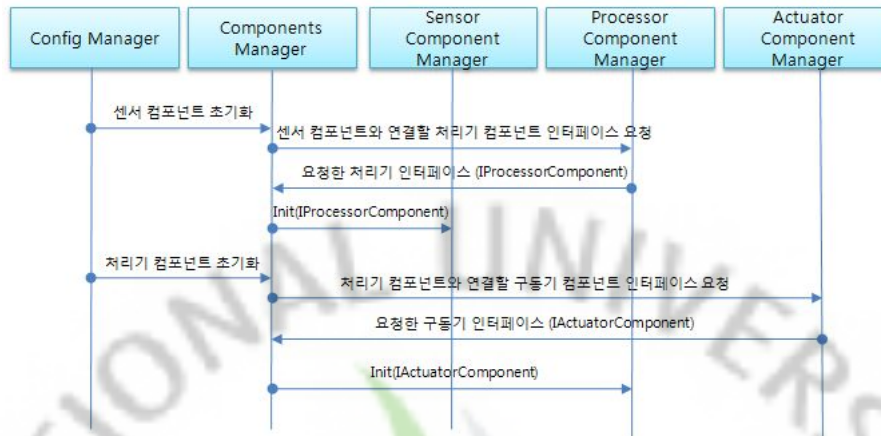 Config Manager
Components
Manager
Sensor
Component
Manager
Processor
Component
Manager
Actuator
Component
Manager
센서 컴포넌트 초기화
센서 컴포넌트와 연결할 처리기 컴포넌트 인터페이스 요청
요청한 처리기 인터페이스 (IProcessorComponent)
Init(IProcessorComponent)
처리기 컴포넌트 초기화
처리기 컴포넌트와 연결할 구동기 컴포넌트 인터페이스 요청
요청한 구동기 인터페이스 (IActuatorComponent)
Init(IActuatorComponent)